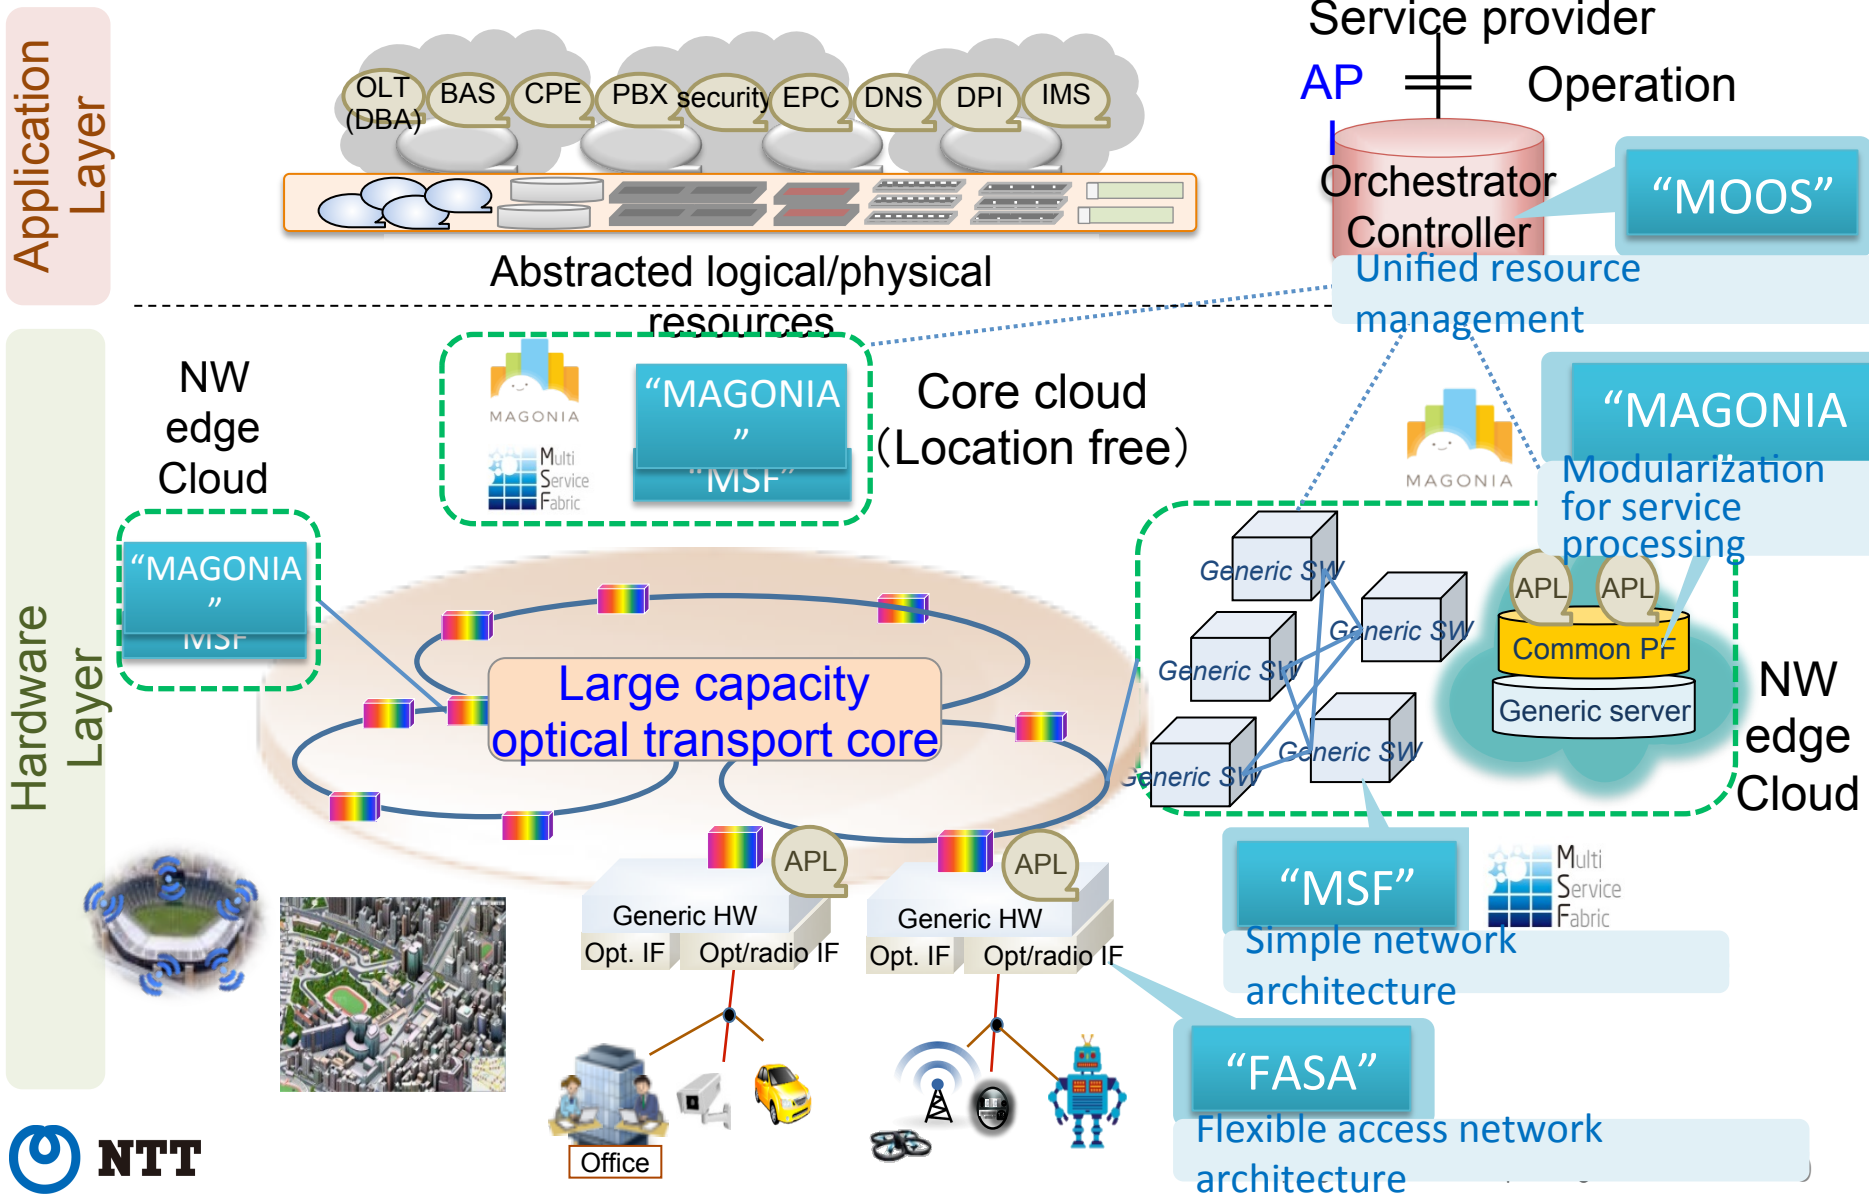 Application
Layer
OLT
(DBA)
BAS
CPE
PBX
security
EPC
DNS
DPI
IMS
Abstracted logical/physical
resources
Service provider
AP
I
Operation
Orchestrator
Controller
“MOOS”
Unified resource
management
Hardware
Layer
NW
edge
Cloud
“MAGONIA
”
MSF
MAGONIA
Multi
Service
Fabric
“MAGONIA
”
“MSF”
Core cloud
（Location free）
MAGONIA
“MAGONIA
Modularization
for service
processing
Generic SW
Generic SW
Generic SW
Generic SW
Generic SW
APL
APL
Common PF
Generic server
NW
edge
Cloud
Large capacity
optical transport core
APL
Generic HW
Opt. IF
Opt/radio IF
APL
Generic HW
Opt. IF
Opt/radio IF
“MSF”
Multi
Service
Fabric
Simple network
architecture
“FASA”
Flexible access network
architecture
Office
NTT